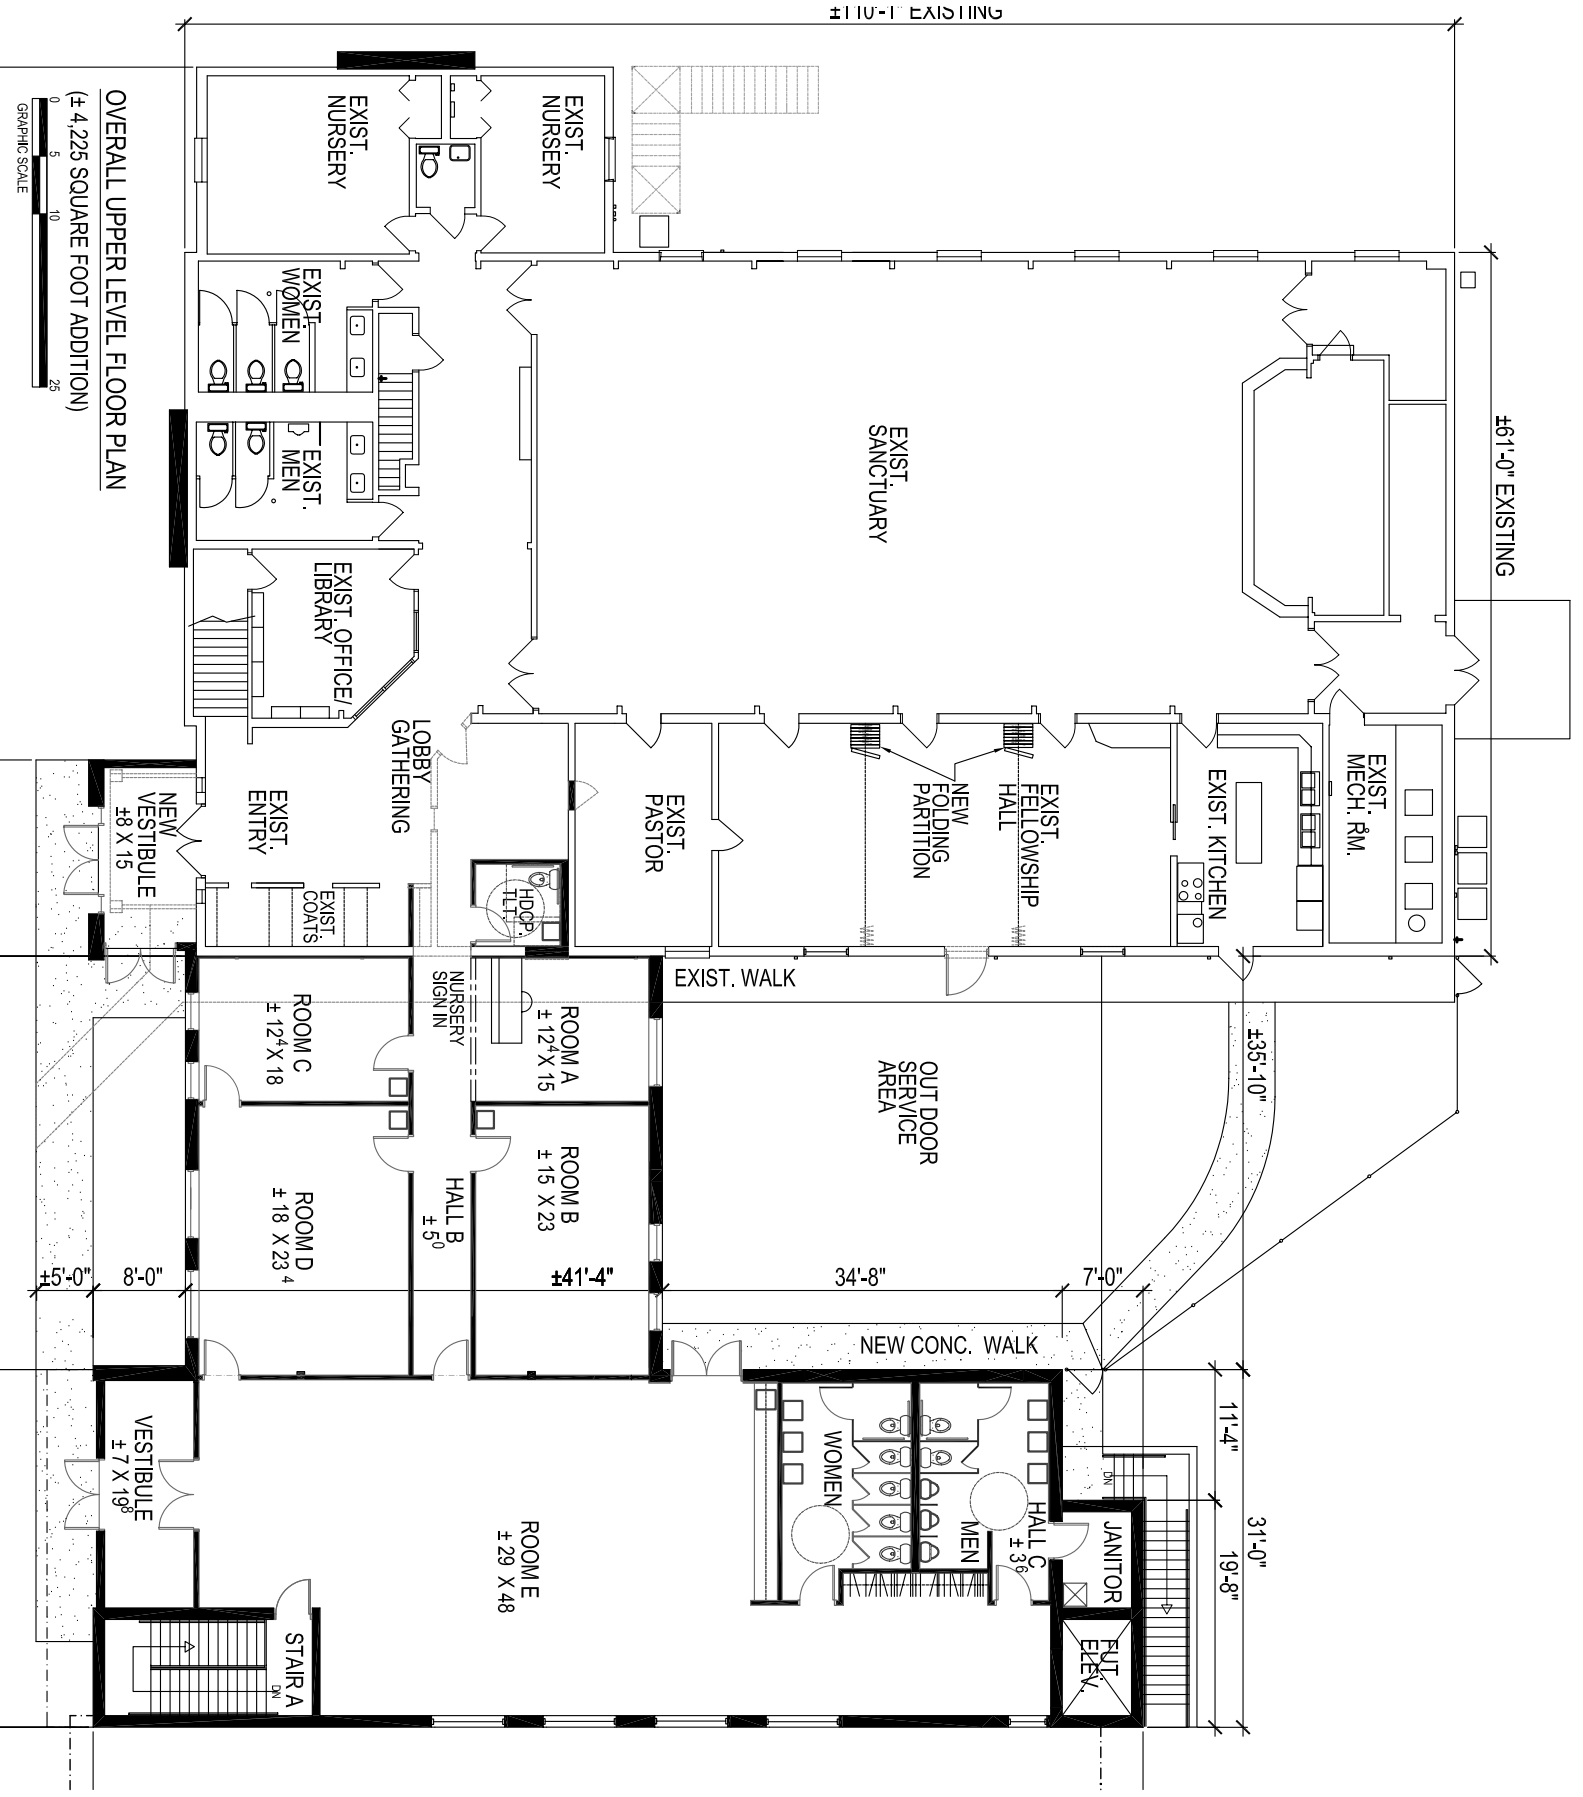 ±110'-1" EXISTING
OVERALL UPPER LEVEL FLOOR PLAN
(± 4,225 SQUARE FOOT ADDITION)
0
5
10
25
GRAPHIC SCALE
EXIST.
NURSERY
EXIST.
NURSERY
EXIST.
WOMEN
EXIST.
MEN
EXIST.
SANCTUARY
±61'-0" EXISTING
EXIST. OFFICE/
LIBRARY
LOBBY
GATHERING
EXIST.
ENTRY
NEW
VESTIBULE
±8 X 15
EXIST.
COATS
HDCP.
TLT.
EXIST.
PASTOR
NEW
FOLDING
PARTITION
EXIST.
FELLOWSHIP
HALL
EXIST. KITCHEN
EXIST.
MECH. RM.
EXIST. WALK
NURSERY
SIGN IN
ROOM C
± 12⁴ X 18
ROOM A
± 12⁴ X 15
OUT DOOR
SERVICE
AREA
±35'-10"
ROOM D
± 18 X 23 ⁴
HALL B
± 5⁰
ROOM B
± 15 X 23
±5'-0"
8'-0"
±41'-4"
34'-8"
7'-0"
NEW CONC. WALK
VESTIBULE
± 7 X 19⁸
ROOM E
± 29 X 48
WOMEN
MEN
HALL C
± 3⁶
JANITOR
DN
11'-4"
31'-0"
19'-8"
STAIR A
DN
FUT.
ELEV.